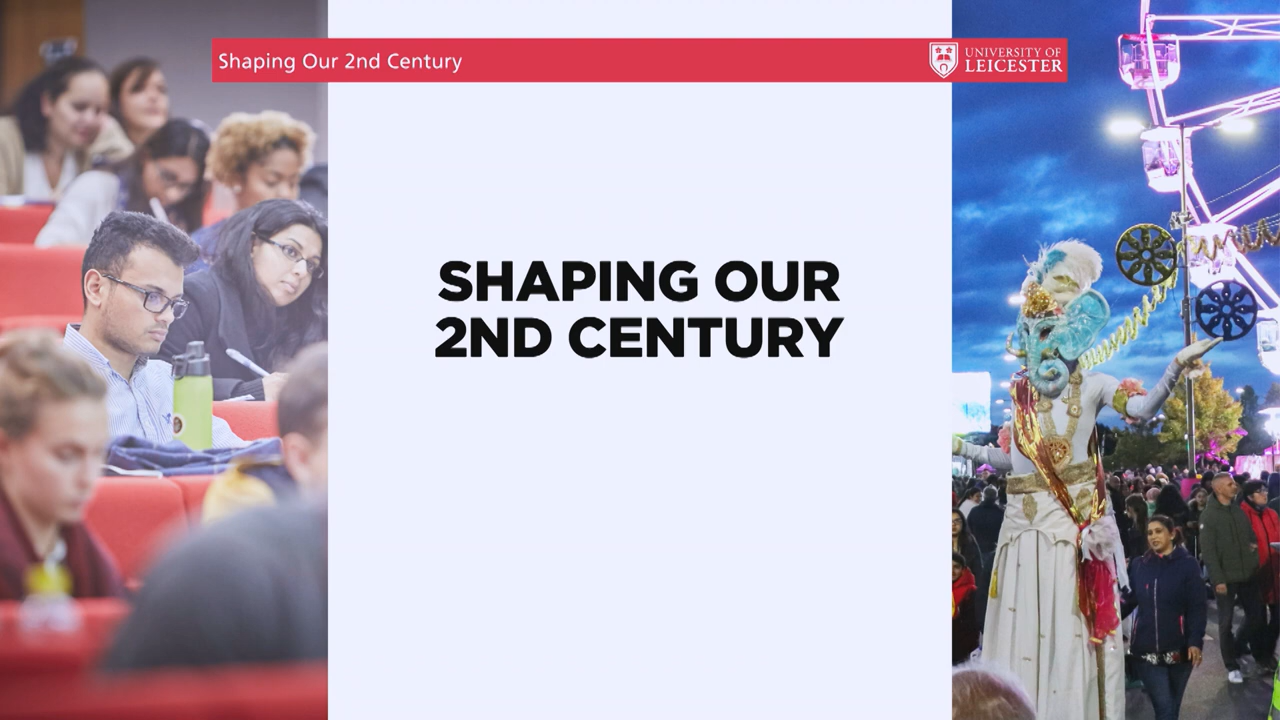 Shaping Our 2nd Century
UNIVERSITY OF
LEICESTER
SHAPING OUR
2ND CENTURY